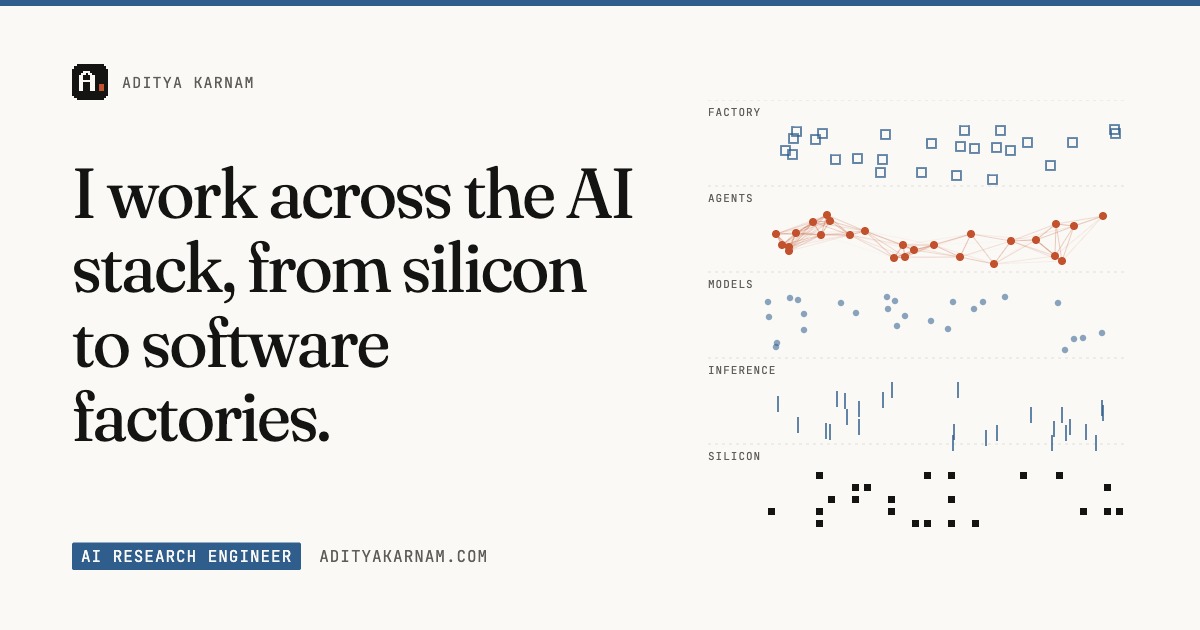 A.
ADITYA KARNAM
I work across the AI
stack, from silicon
to software
factories.
AI RESEARCH ENGINEER
ADITYAKARNAM.COM
FACTORY
AGENTS
MODELS
INFERENCE
SILICON